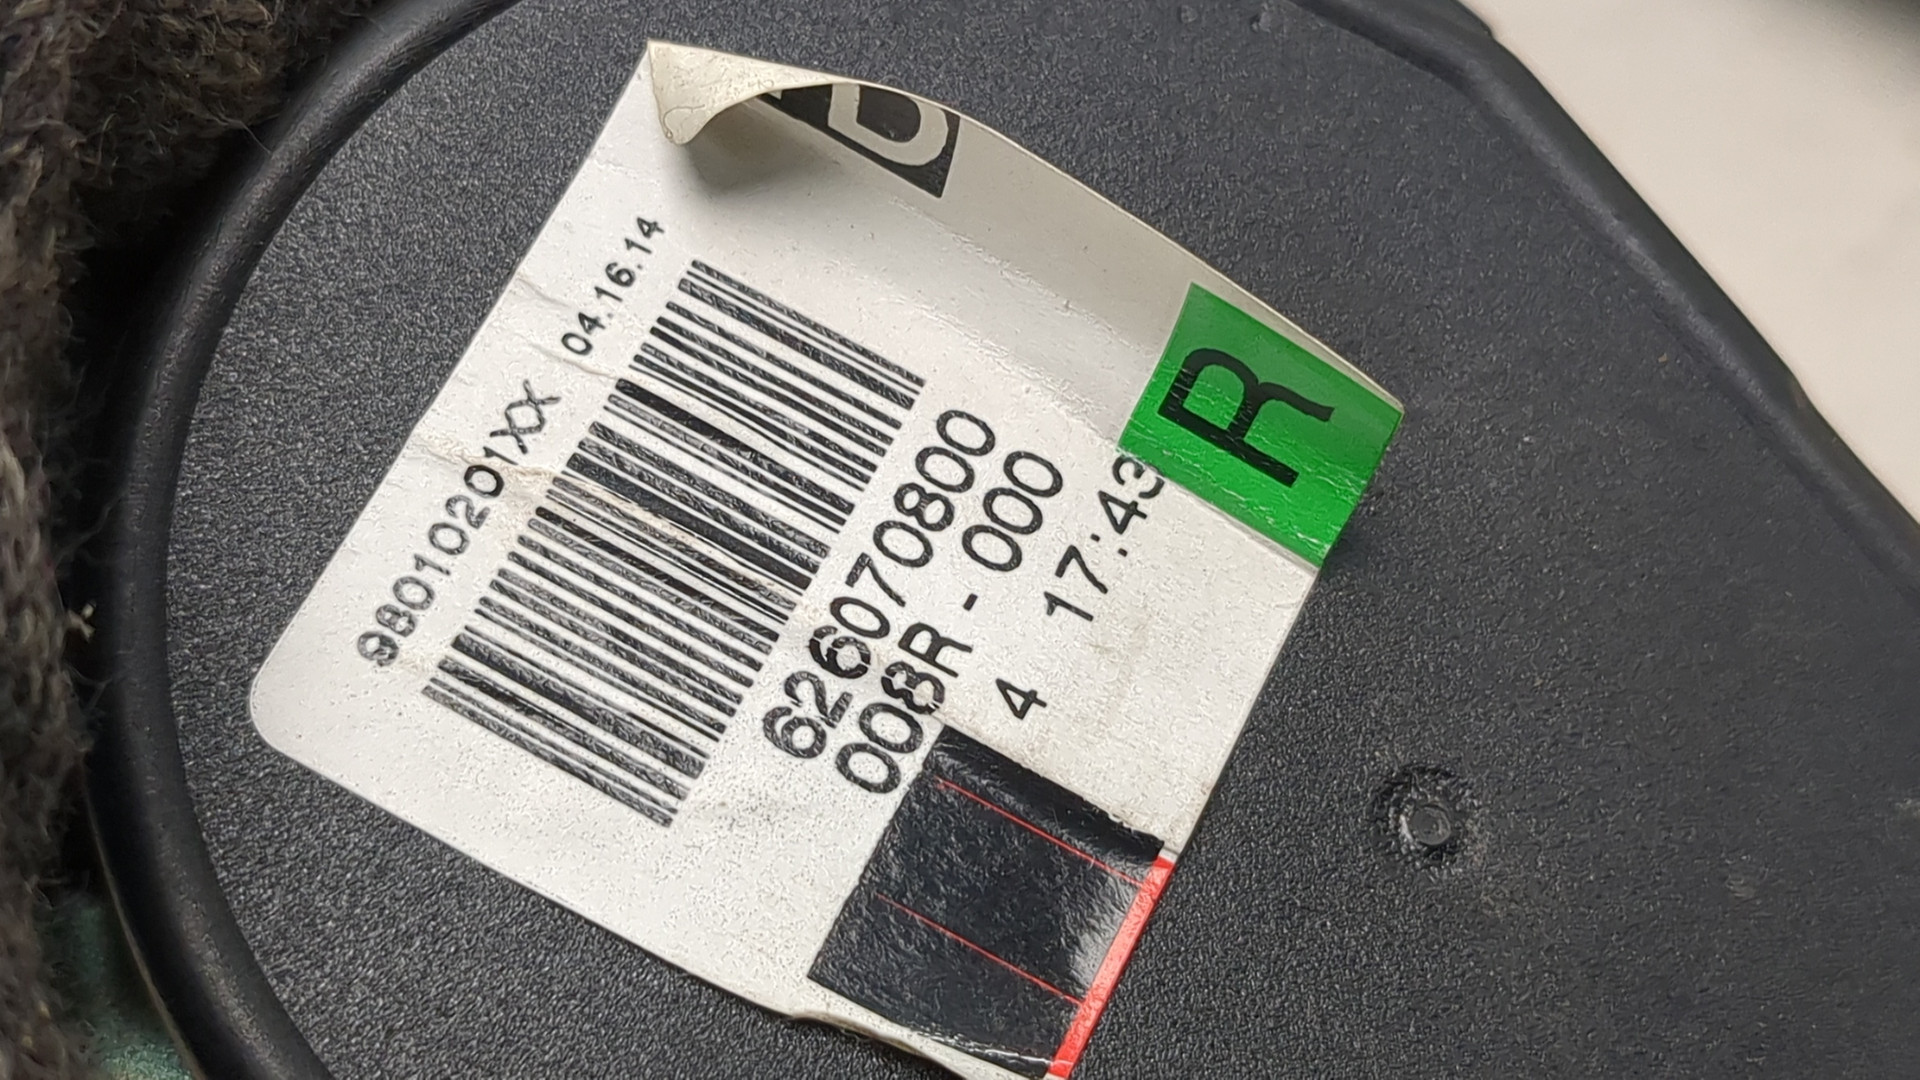 98010201XX 04.16.14
626070800
008R - 000
4 17:43
R
D